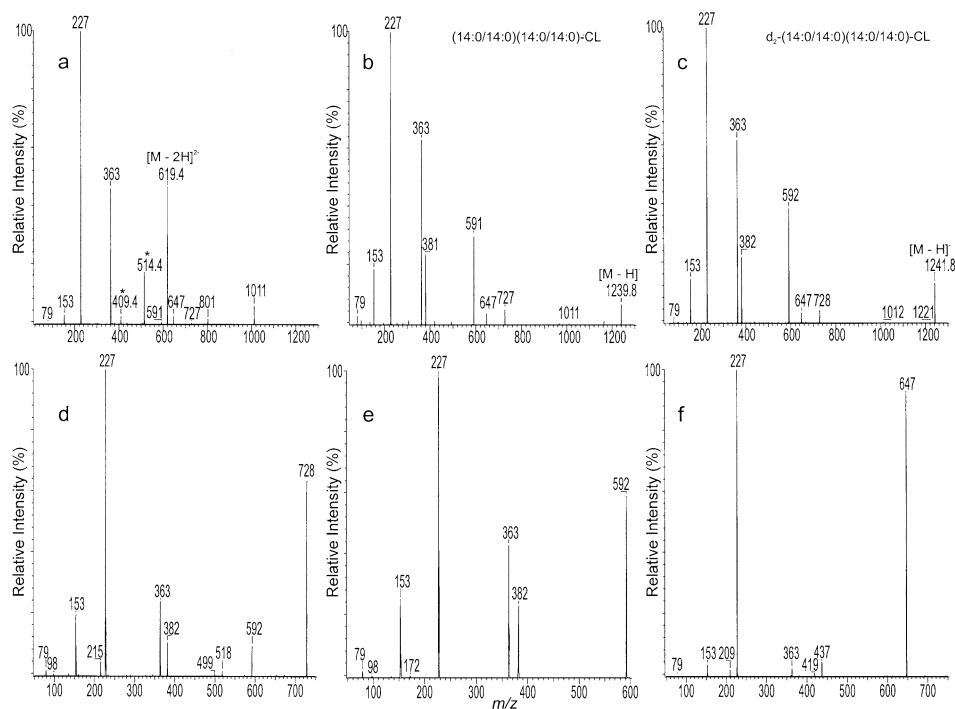 100
227
a
[M - 2H]²⁻
619.4
363
*
514.4
*
409.4
153
79
591
647
727
801
1011
200 400 600 800 1000 1200
Relative Intensity (%)
100
227
(14:0/14:0)(14:0/14:0)-CL
b
363
591
381
153
79
647
727
1011
[M - H]⁻
1239.8
200 400 600 800 1000 1200
Relative Intensity (%)
100
227
d₂-(14:0/14:0)(14:0/14:0)-CL
c
363
592
382
153
79
647
728
1012
1221
[M - H]⁻
1241.8
200 400 600 800 1000 1200
Relative Intensity (%)
100
227
d
728
363
153
382
79
98
215
499
518
592
100 200 300 400 500 600 700
Relative Intensity (%)
100
227
e
592
363
153
382
79
98
172
100 200 300 400 500 600
m/z
Relative Intensity (%)
100
227
f
647
79
153
209
363
419
437
100 200 300 400 500 600 700
Relative Intensity (%)